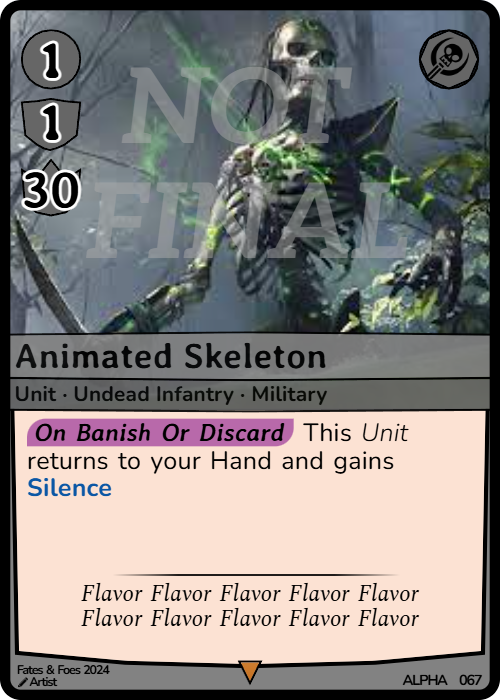 1
1
30
NOT
FINAL
Animated Skeleton
Unit · Undead Infantry · Military
On Banish Or Discard This Unit
returns to your Hand and gains
Silence
Flavor Flavor Flavor Flavor Flavor
Flavor Flavor Flavor Flavor Flavor
Fates & Foes 2024
Artist
ALPHA 067